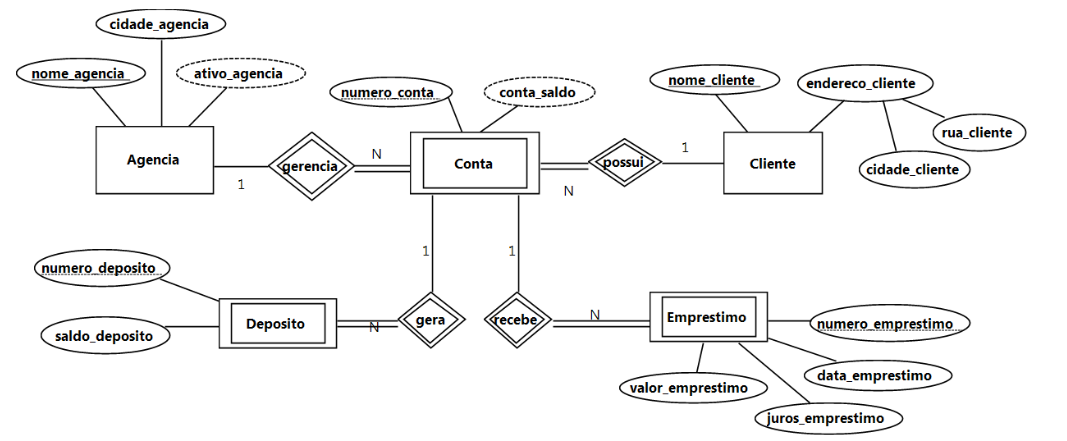 cidade_agencia
nome_agencia
ativo_agencia
numero_conta
conta_saldo
nome_cliente
endereco_cliente
rua_cliente
cidade_cliente
Agencia
1
gerencia
N
Conta
N
possui
1
Cliente
1
1
numero_deposito
saldo_deposito
Deposito
N
gera
recebe
N
Emprestimo
numero_emprestimo
data_emprestimo
valor_emprestimo
juros_emprestimo